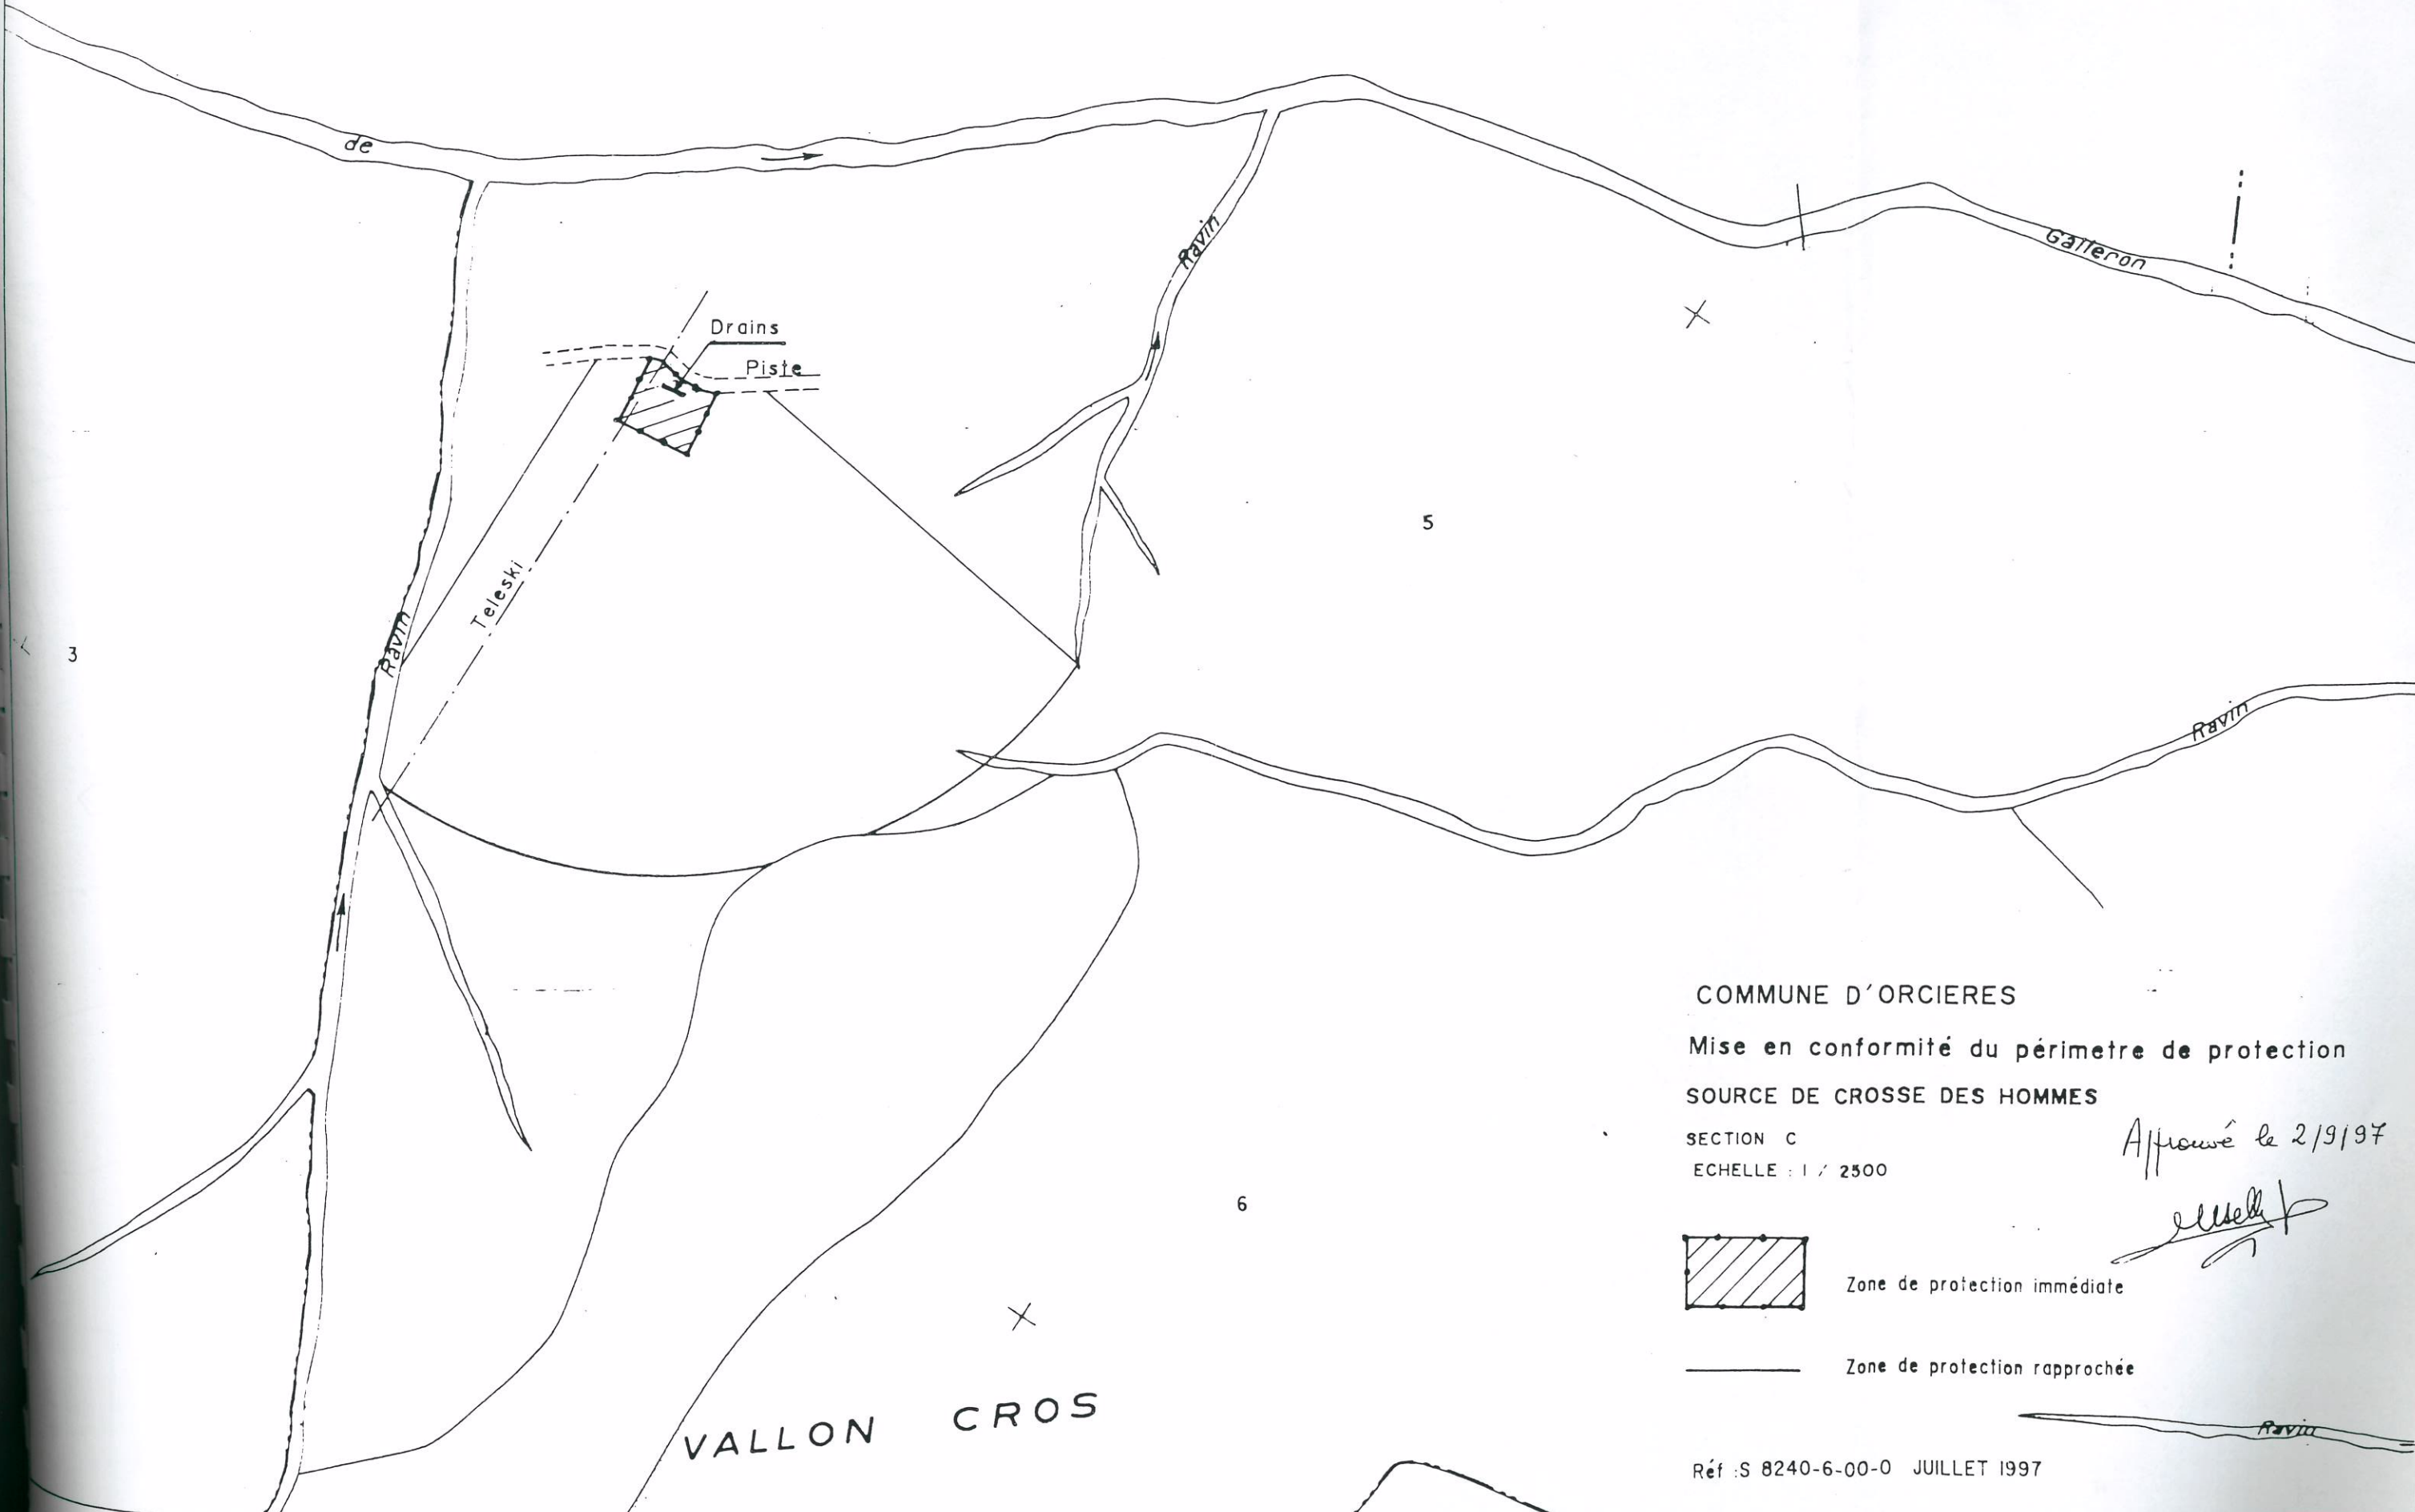 de
Ravin
Galleron
Drains
Piste
5
Teleski
Ravin
3
Ravin
COMMUNE D'ORCIERES
Mise en conformité du périmetre de protection
SOURCE DE CROSSE DES HOMMES
SECTION C
Approuvé le 2/9/97
ECHELLE : 1 / 2500
6
Zone de protection immédiate
Zone de protection rapprochée
VALLON CROS
Ravin
Réf :S 8240-6-00-0 JUILLET 1997